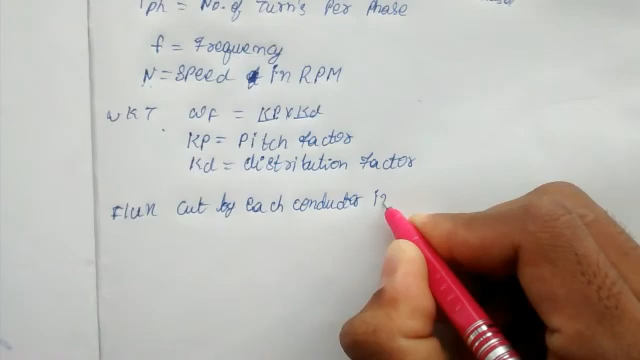 Tph = No. of Turns Per Phase
f = Frequency
N = Speed in RPM
WKT wf = KP x Kd
KP = Pitch factor
Kd = distribution factor
Flux cut by each conductor in